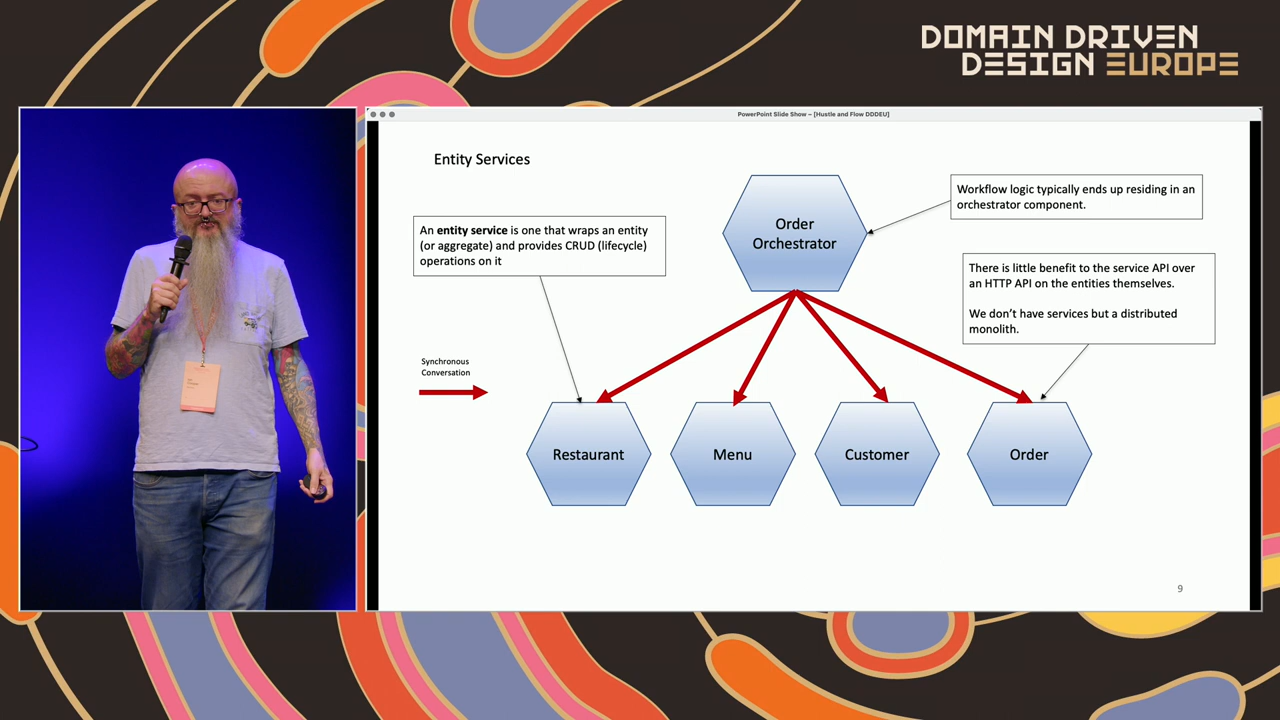 DOMAIN DRIVEN
DESIGN EUROPE
PowerPoint Slide Show – [Hustle and Flow DDDEU]
Entity Services
Workflow logic typically ends up residing in an
orchestrator component.
Order
Orchestrator
An entity service is one that wraps an entity
(or aggregate) and provides CRUD (lifecycle)
operations on it
There is little benefit to the service API over
an HTTP API on the entities themselves.
We don't have services but a distributed
monolith.
Synchronous
Conversation
Restaurant
Menu
Customer
Order
9